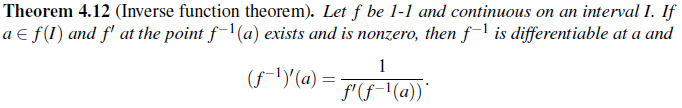 Theorem 4.12 (Inverse function theorem). Let f be 1-1 and continuous on an interval I. If
a ∈ f(I) and f′ at the point f⁻¹(a) exists and is nonzero, then f⁻¹ is differentiable at a and
(f⁻¹)′(a) = 1 / f′(f⁻¹(a)).